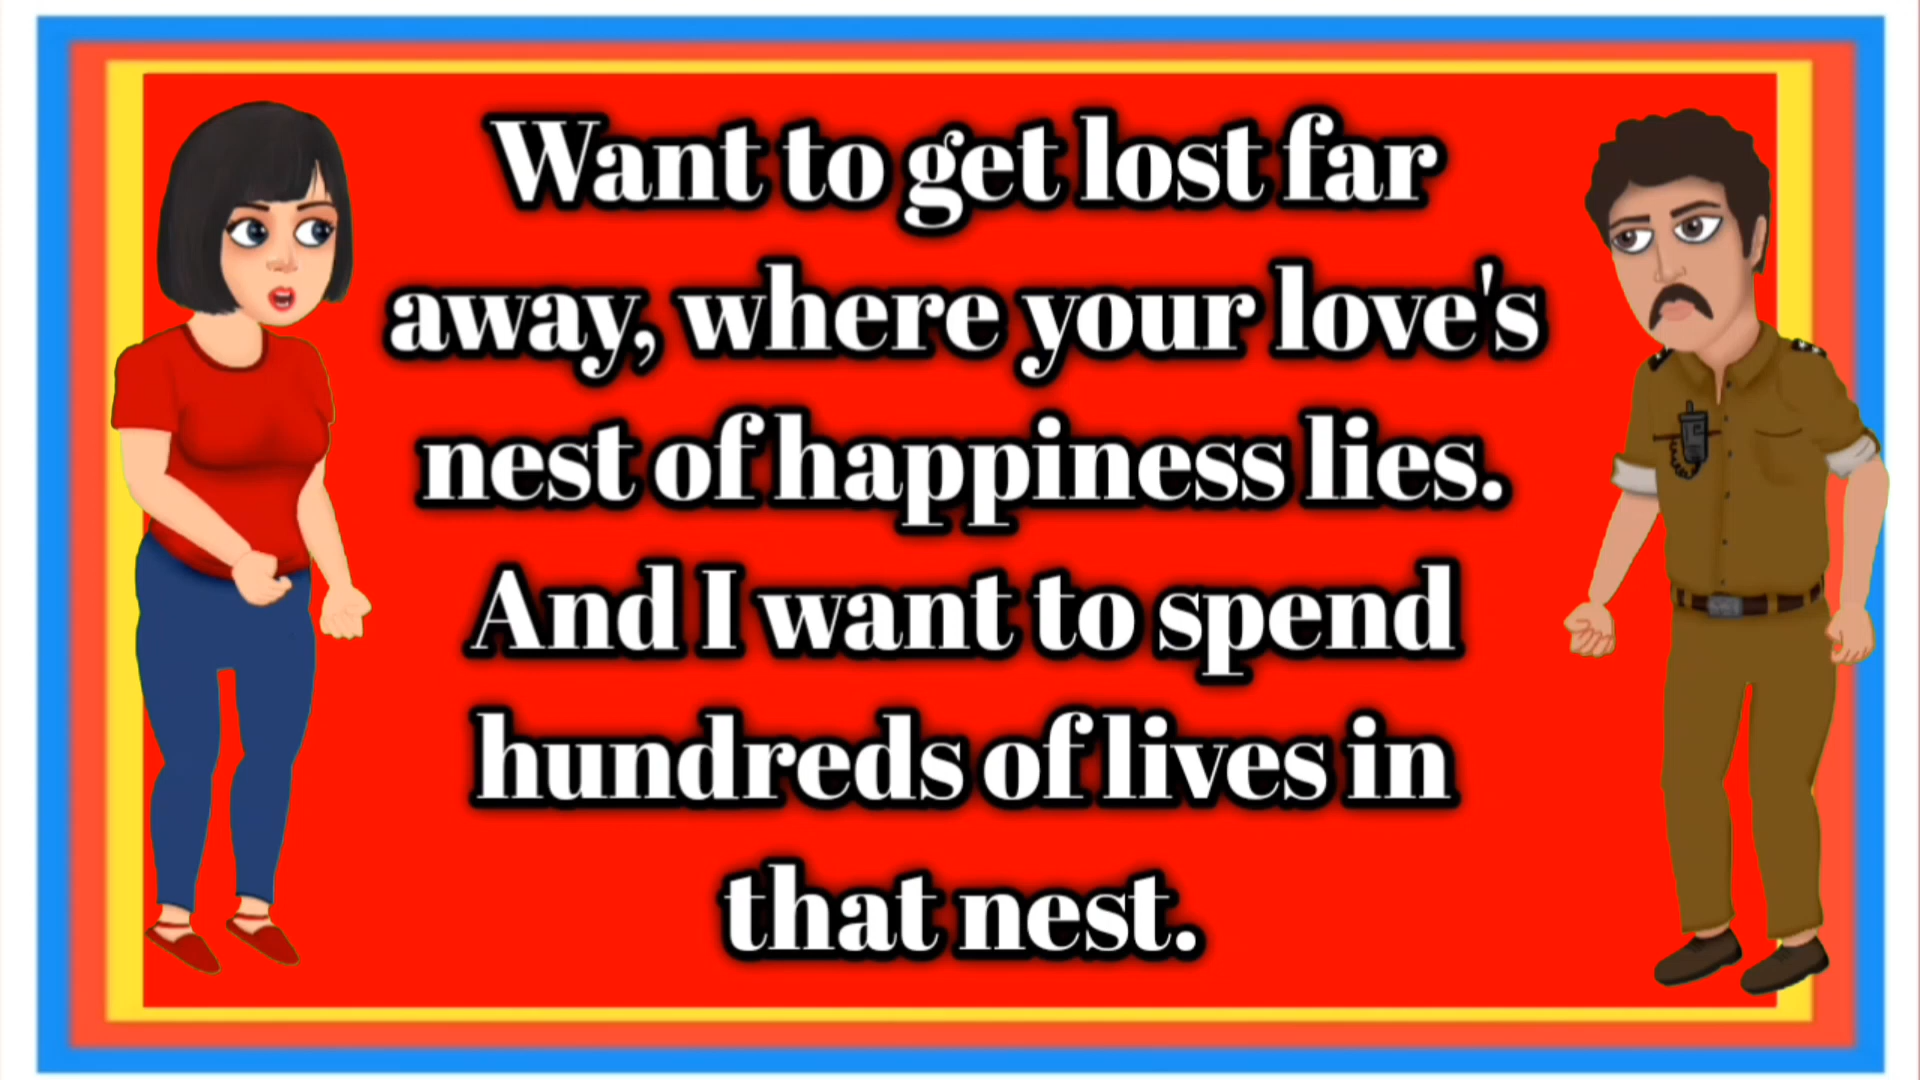 Want to get lost far
away, where your love's
nest of happiness lies.
And I want to spend
hundreds of lives in
that nest.